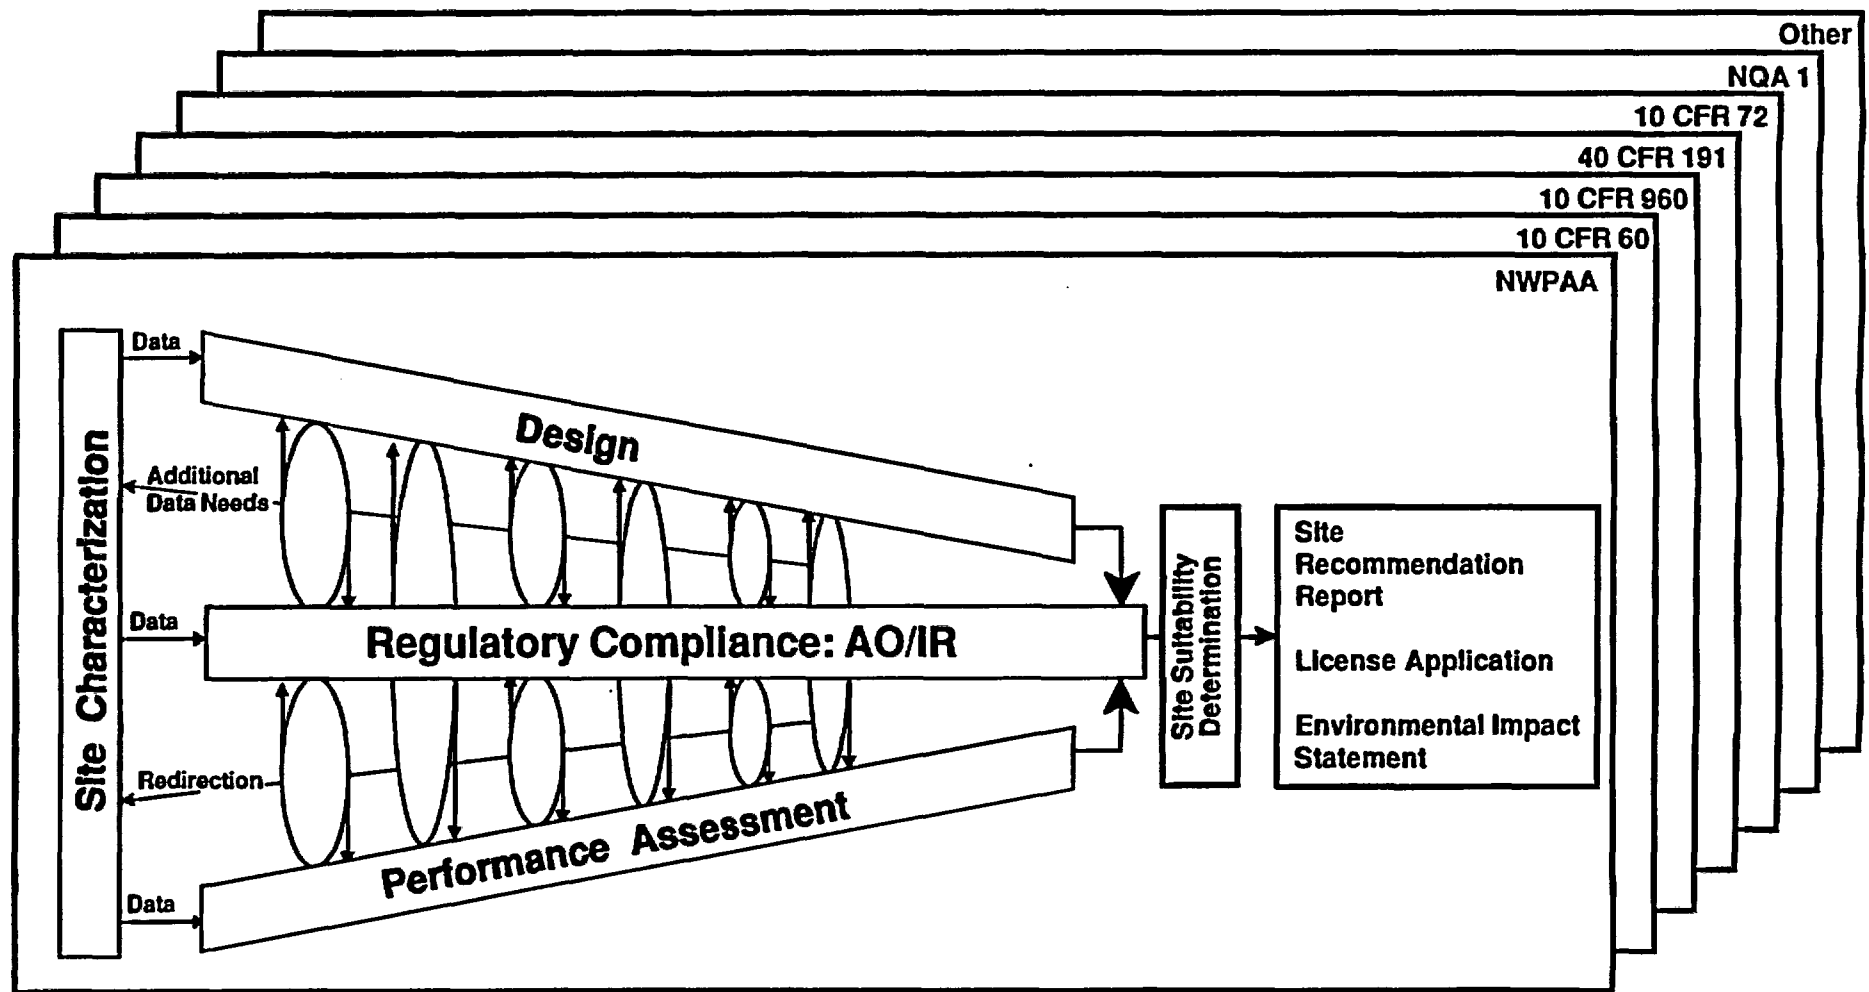 Other
NQA 1
10 CFR 72
40 CFR 191
10 CFR 960
10 CFR 60
NWPAA
Site Characterization
Data
Design
Additional
Data Needs
Data
Regulatory Compliance: AO/IR
Redirection
Performance Assessment
Data
Site Suitability
Determination
Site
Recommendation
Report
License Application
Environmental Impact
Statement